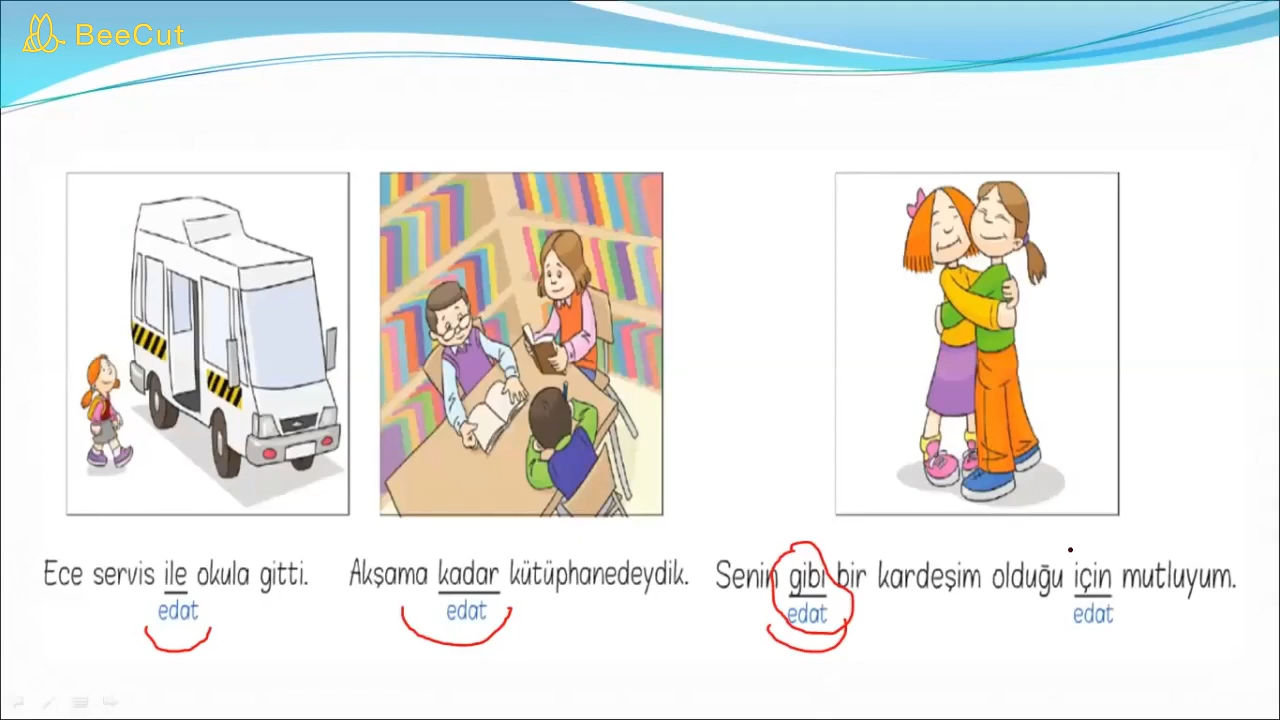 BeeCut
Ece servis ile okula gitti.
edat
Akşama kadar kütüphanedeydik.
edat
Senin gibi bir kardeşim olduğu için mutluyum.
edat
edat